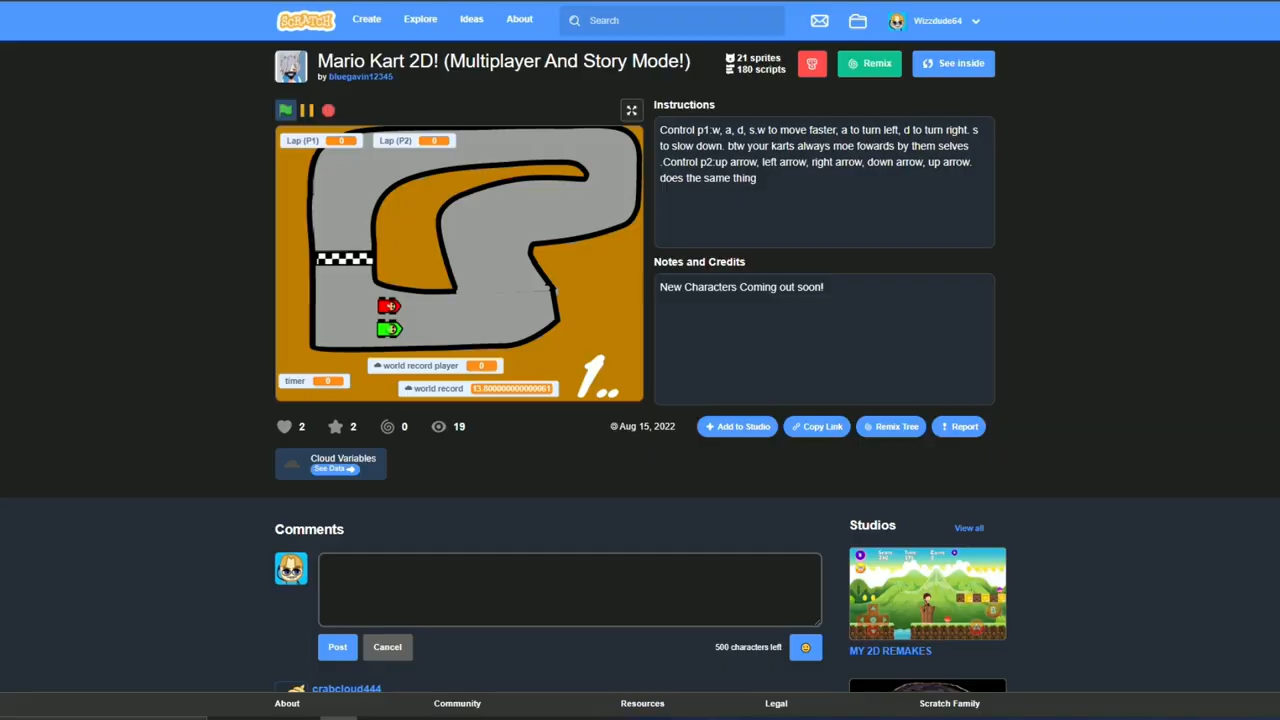 SCRATCH
Create
Explore
Ideas
About
Search
Wizzdude64
Mario Kart 2D! (Multiplayer And Story Mode!)
by bluegavin12345
21 sprites
180 scripts
Remix
See inside
Instructions
Control p1:w, a, d, s.w to move faster, a to turn left, d to turn right. s
to slow down. btw your karts always moe fowards by them selves
.Control p2:up arrow, left arrow, right arrow, down arrow, up arrow.
does the same thing
Lap (P1) 0
Lap (P2) 0
world record player 0
timer 0
world record 13.800000000000061
1..
Notes and Credits
New Characters Coming out soon!
2
2
0
19
© Aug 15, 2022
Add to Studio
Copy Link
Remix Tree
Report
Cloud Variables
See Data
Comments
Studios
View all
Post
Cancel
500 characters left
MY 2D REMAKES
crabcloud444
About
Community
Resources
Legal
Scratch Family